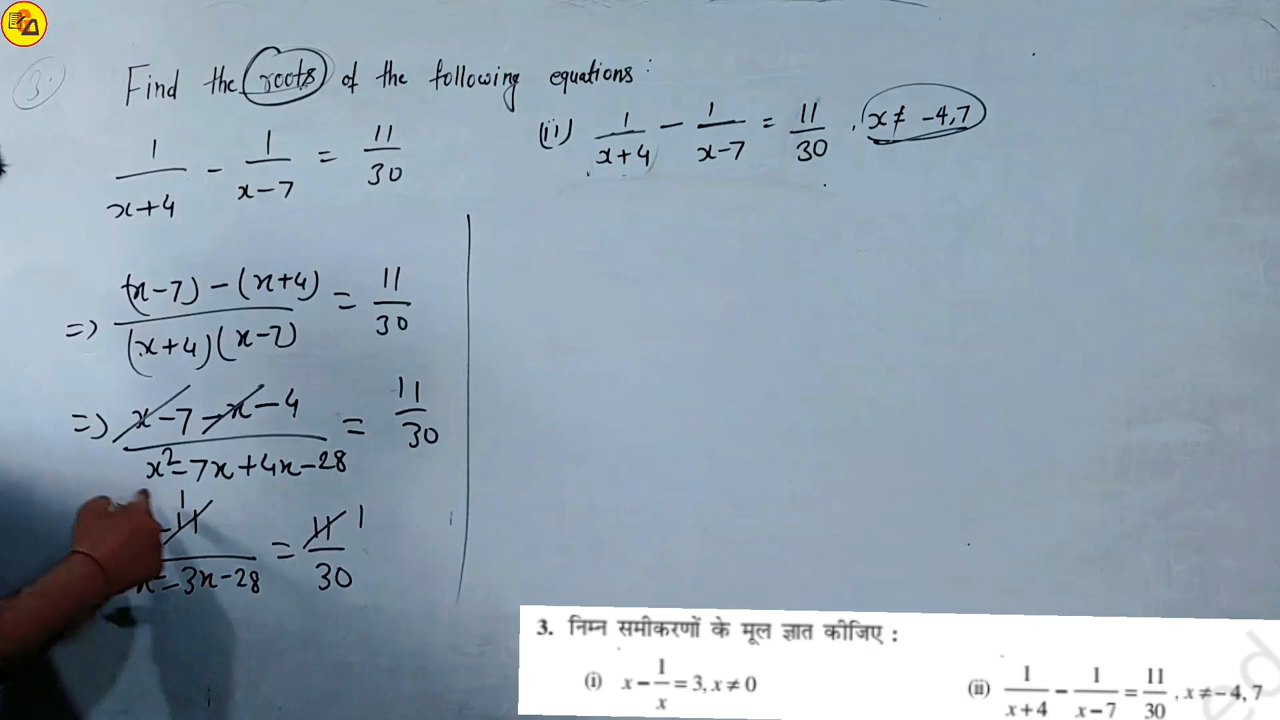 3. Find the roots of the following equations:
(ii) 1/(x+4) - 1/(x-7) = 11/30, x ≠ -4,7
1/(x+4) - 1/(x-7) = 11/30
=> ((x-7) - (x+4))/((x+4)(x-7)) = 11/30
=> (x-7-x-4)/(x²-7x+4x-28) = 11/30
-11 1/(x²-3x-28) = 11 1/30
3. निम्न समीकरणों के मूल ज्ञात कीजिए :
(i) x - 1/x = 3, x ≠ 0
(ii) 1/(x+4) - 1/(x-7) = 11/30, x ≠ -4, 7